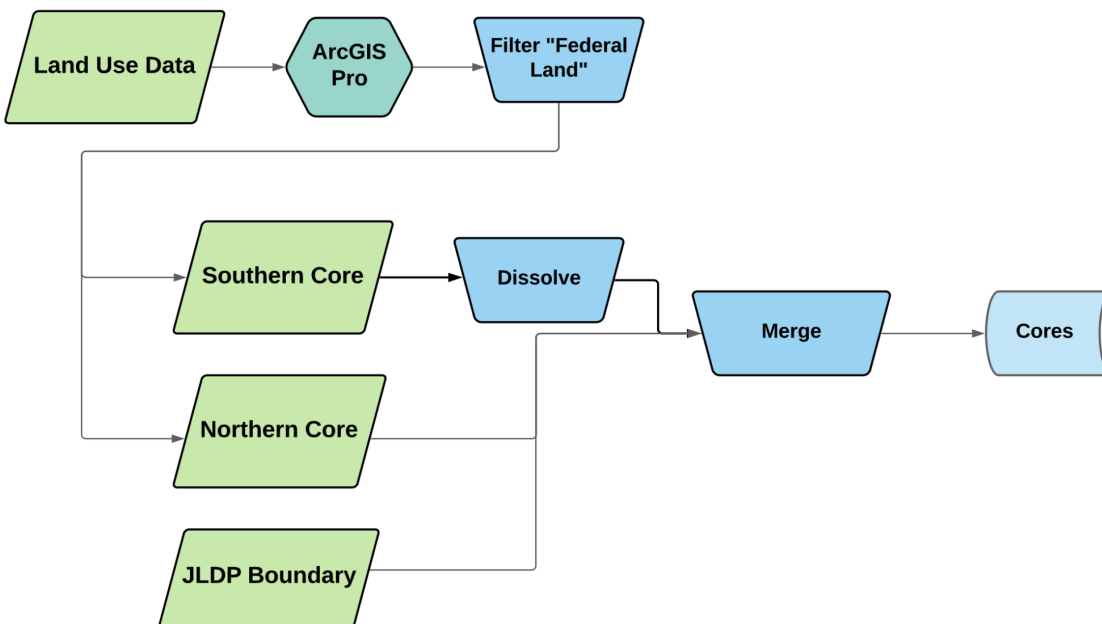 Land Use Data
ArcGIS
Pro
Filter "Federal
Land"
Southern Core
Dissolve
Merge
Cores
Northern Core
JLDP Boundary